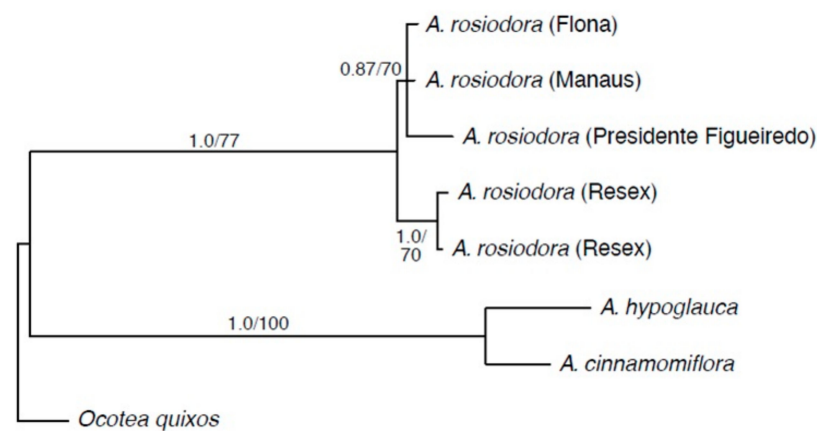 A. rosiodora (Flona)
0.87/70
A. rosiodora (Manaus)
1.0/77
A. rosiodora (Presidente Figueiredo)
A. rosiodora (Resex)
1.0/
70
A. rosiodora (Resex)
A. hypoglauca
1.0/100
A. cinnamomiflora
Ocotea quixos